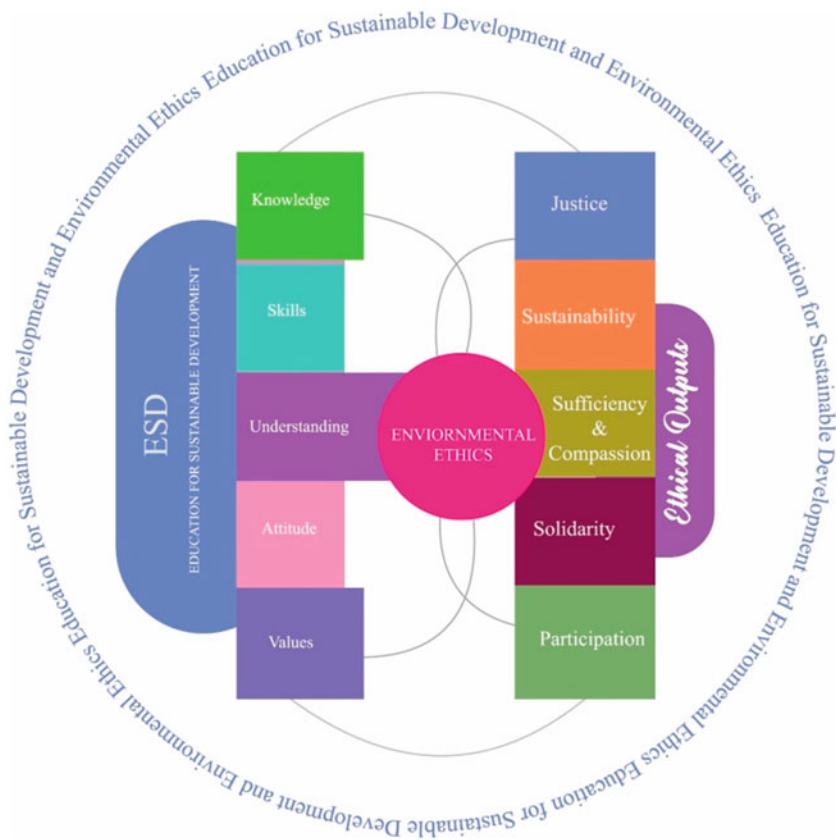 Education for Sustainable Development and Environmental Ethics
Education for Sustainable Development and Environmental Ethics
Education for Sustainable Development and Environmental Ethics
Education for Sustainable Development and Environmental Ethics
ESD
EDUCATION FOR SUSTAINABLE DEVELOPMENT
Knowledge
Skills
Understanding
Attitude
Values
ENVIORNMENTAL
ETHICS
Justice
Sustainability
Sufficiency
&
Compassion
Solidarity
Participation
Ethical Outputs